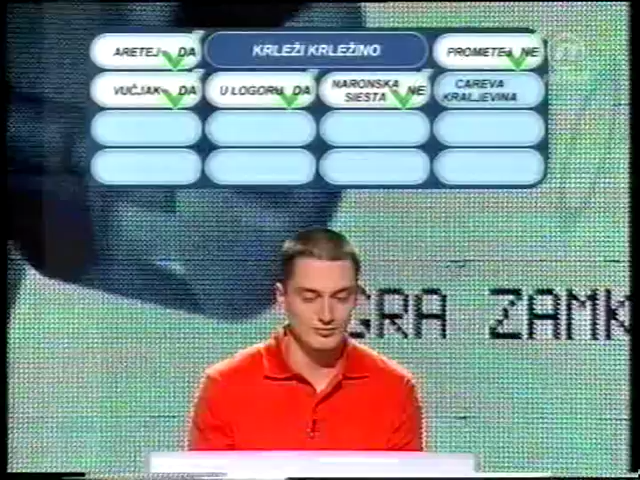 ARETEJ DA
KRLEŽI KRLEŽINO
PROMETEJ NE
VUČJAK DA
U LOGORU DA
NARONSKA
SIESTA NE
CAREVA
KRALJEVINA
GRA ZAMK